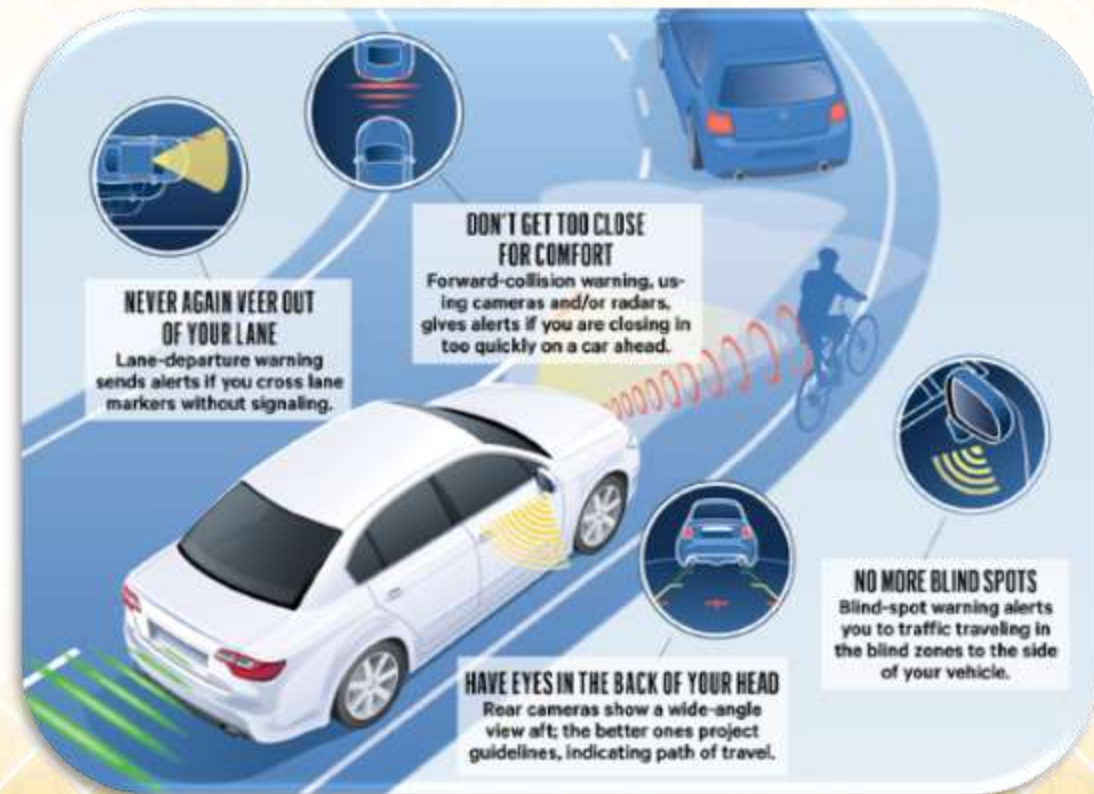 DON'T GET TOO CLOSE
FOR COMFORT
Forward-collision warning, us-
ing cameras and/or radars,
gives alerts if you are closing in
too quickly on a car ahead.
NEVER AGAIN VEER OUT
OF YOUR LANE
Lane-departure warning
sends alerts if you cross lane
markers without signaling.
NO MORE BLIND SPOTS
Blind-spot warning alerts
you to traffic traveling in
the blind zones to the side
of your vehicle.
HAVE EYES IN THE BACK OF YOUR HEAD
Rear cameras show a wide-angle
view aft; the better ones project
guidelines, indicating path of travel.